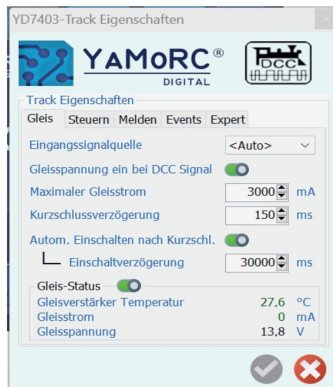 YD7403-Track Eigenschaften
YAMORC®
DIGITAL
DCC
Track Eigenschaften
Gleis Steuern Melden Events Expert
Eingangssignalquelle <Auto>
Gleisspannung ein bei DCC Signal
Maximaler Gleisstrom 3000 mA
Kurzschlussverzögerung 150 ms
Autom. Einschalten nach Kurzschl.
Einschaltverzögerung 30000 ms
Gleis-Status
Gleisverstärker Temperatur 27,6 °C
Gleisstrom 0 mA
Gleisspannung 13,8 V